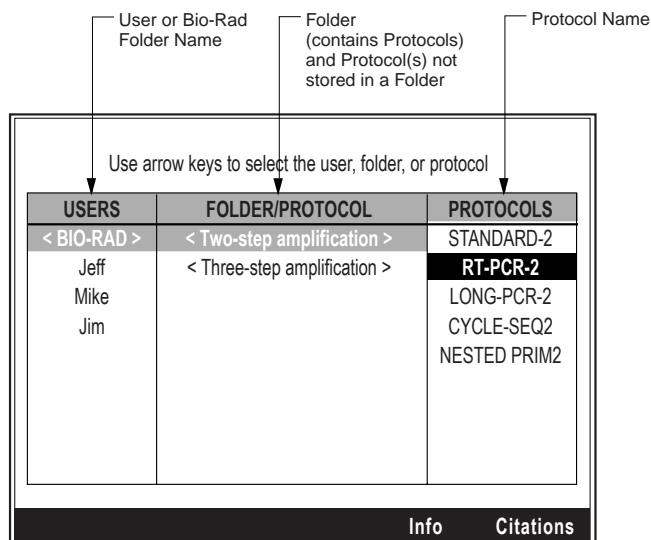 User or Bio-Rad
Folder Name
Folder
(contains Protocols)
and Protocol(s) not
stored in a Folder
Protocol Name
Use arrow keys to select the user, folder, or protocol
USERS FOLDER/PROTOCOL PROTOCOLS
< BIO-RAD > < Two-step amplification > STANDARD-2
Jeff < Three-step amplification > RT-PCR-2
Mike LONG-PCR-2
Jim CYCLE-SEQ2
NESTED PRIM2
Info Citations